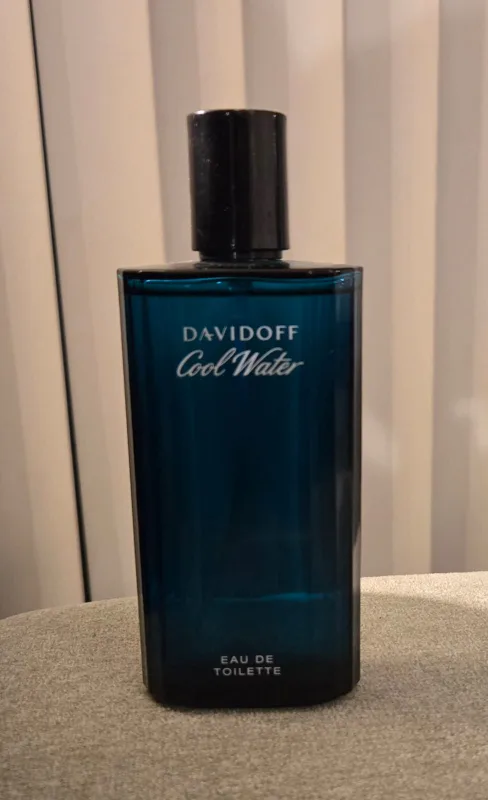 DAVIDOFF
Cool Water
EAU DE
TOILETTE